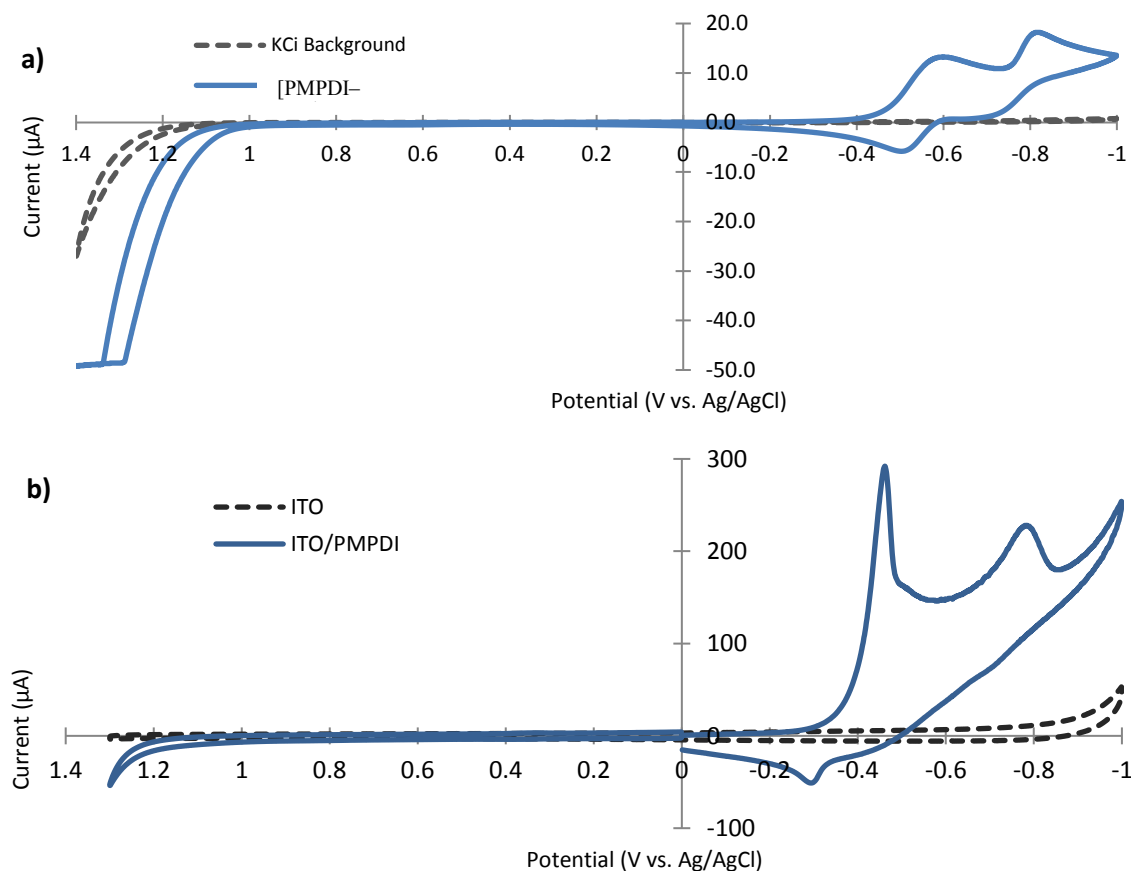 a)
KCi Background
[PMPDI–
20.0
10.0
0.0
-10.0
-20.0
-30.0
-40.0
-50.0
1.4 1.2 1 0.8 0.6 0.4 0.2 0 -0.2 -0.4 -0.6 -0.8 -1
Current (µA)
Potential (V vs. Ag/AgCl)
b)
ITO
ITO/PMPDI
300
200
100
0
-100
1.4 1.2 1 0.8 0.6 0.4 0.2 0 -0.2 -0.4 -0.6 -0.8 -1
Current (µA)
Potential (V vs. Ag/AgCl)